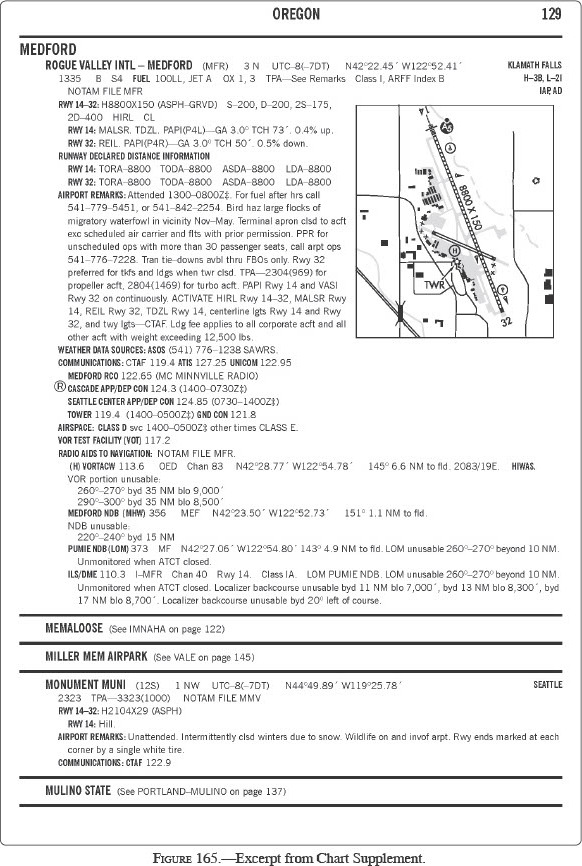 OREGON 129
MEDFORD
ROGUE VALLEY INTL – MEDFORD (MFR) 3 N UTC–8(–7DT) N42°22.45´ W122°52.41´ KLAMATH FALLS
1335 B S4 FUEL 100LL, JET A OX 1, 3 TPA—See Remarks Class I, ARFF Index B H–3B, L–2I
NOTAM FILE MFR IAP, AD
RWY 14–32: H8800X150 (ASPH–GRVD) S–200, D–200, 2S–175,
2D–400 HIRL CL
RWY 14: MALSR. TDZL. PAPI(P4L)—GA 3.0° TCH 73´. 0.4% up.
RWY 32: REIL. PAPI(P4R)—GA 3.0° TCH 50´. 0.5% down.
RUNWAY DECLARED DISTANCE INFORMATION
RWY 14: TORA–8800 TODA–8800 ASDA–8800 LDA–8800
RWY 32: TORA–8800 TODA–8800 ASDA–8800 LDA–8800
AIRPORT REMARKS: Attended 1300–0800Z‡. For fuel after hrs call
541–779–5451, or 541–842–2254. Bird haz large flocks of
migratory waterfowl in vicinity Nov–May. Terminal apron clsd to acft
exc scheduled air carrier and flts with prior permission. PPR for
unscheduled ops with more than 30 passenger seats, call arpt ops
541–776–7228. Tran tie–downs avbl thru FBOs only. Rwy 32
preferred for tkfs and ldgs when twr clsd. TPA—2304(969) for
propeller acft, 2804(1469) for turbo acft. PAPI Rwy 14 and VASI
Rwy 32 on continuously. ACTIVATE HIRL Rwy 14–32, MALSR Rwy
14, REIL Rwy 32, TDZL Rwy 14, centerline lgts Rwy 14 and Rwy
32, and twy lgts—CTAF. Ldg fee applies to all corporate acft and all
other acft with weight exceeding 12,500 lbs.
A5
8800 X 150
H
TWR
32
WEATHER DATA SOURCES: ASOS (541) 776–1238 SAWRS.
COMMUNICATIONS: CTAF 119.4 ATIS 127.25 UNICOM 122.95
MEDFORD RCO 122.65 (MC MINNVILLE RADIO)
Ⓡ CASCADE APP/DEP CON 124.3 (1400–0730Z‡)
SEATTLE CENTER APP/DEP CON 124.85 (0730–1400Z‡)
TOWER 119.4 (1400–0500Z‡) GND CON 121.8
AIRSPACE: CLASS D svc 1400–0500Z‡ other times CLASS E.
VOR TEST FACILITY (VOT) 117.2
RADIO AIDS TO NAVIGATION: NOTAM FILE MFR.
(H) VORTACW 113.6 OED Chan 83 N42°28.77´ W122°54.78´ 145° 6.6 NM to fld. 2083/19E. HIWAS.
VOR portion unusable:
260°–270° byd 35 NM blo 9,000´
290°–300° byd 35 NM blo 8,500´
MEDFORD NDB (MHW) 356 MEF N42°23.50´ W122°52.73´ 151° 1.1 NM to fld.
NDB unusable:
220°–240° byd 15 NM
PUMIE NDB (LOM) 373 MF N42°27.06´ W122°54.80´ 143° 4.9 NM to fld. LOM unusable 260°–270° beyond 10 NM.
Unmonitored when ATCT closed.
ILS/DME 110.3 I–MFR Chan 40 Rwy 14. Class IA. LOM PUMIE NDB. LOM unusable 260°–270° beyond 10 NM.
Unmonitored when ATCT closed. Localizer backcourse unusable byd 11 NM blo 7,000´, byd 13 NM blo 8,300´, byd
17 NM blo 8,700´. Localizer backcourse unusable byd 20° left of course.
MEMALOOSE (See IMNAHA on page 122)
MILLER MEM AIRPARK (See VALE on page 145)
MONUMENT MUNI (12S) 1 NW UTC–8(–7DT) N44°49.89´ W119°25.78´ SEATTLE
2323 TPA—3323(1000) NOTAM FILE MMV
RWY 14–32: H2104X29 (ASPH)
RWY 14: Hill.
AIRPORT REMARKS: Unattended. Intermittently clsd winters due to snow. Wildlife on and invof arpt. Rwy ends marked at each
corner by a single white tire.
COMMUNICATIONS: CTAF 122.9
MULINO STATE (See PORTLAND–MULINO on page 137)
FIGURE 165.—Excerpt from Chart Supplement.